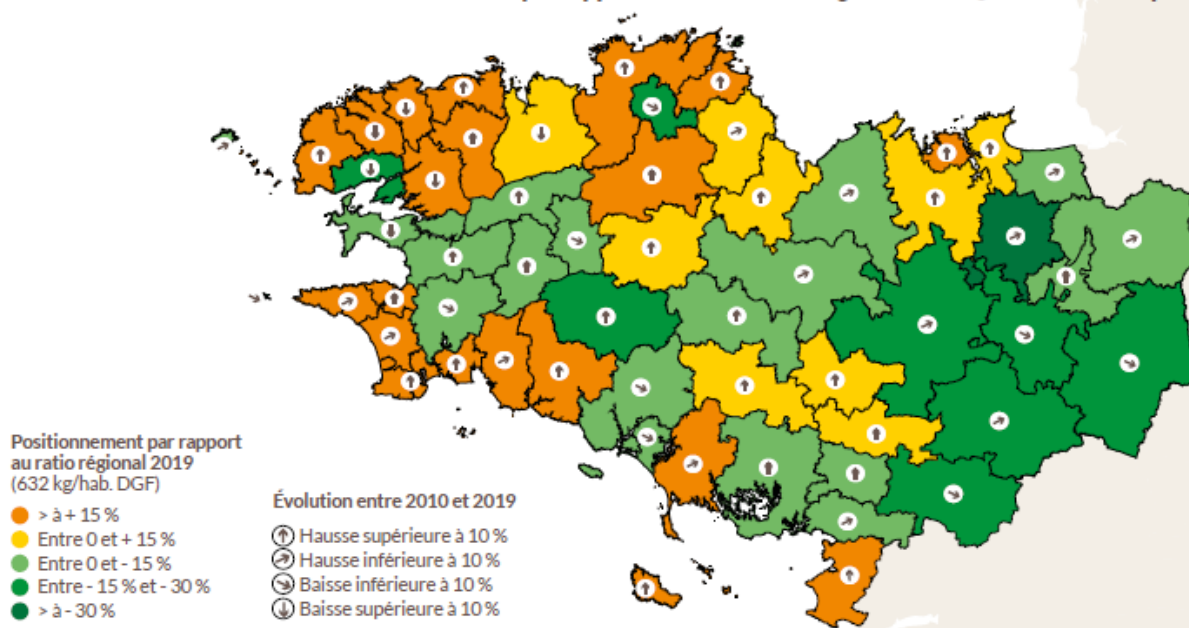 Positionnement par rapport
au ratio régional 2019
(632 kg/hab. DGF)
> à + 15 %
Entre 0 et + 15 %
Entre 0 et - 15 %
Entre - 15 % et - 30 %
> à - 30 %
Évolution entre 2010 et 2019
Hausse supérieure à 10 %
Hausse inférieure à 10 %
Baisse inférieure à 10 %
Baisse supérieure à 10 %